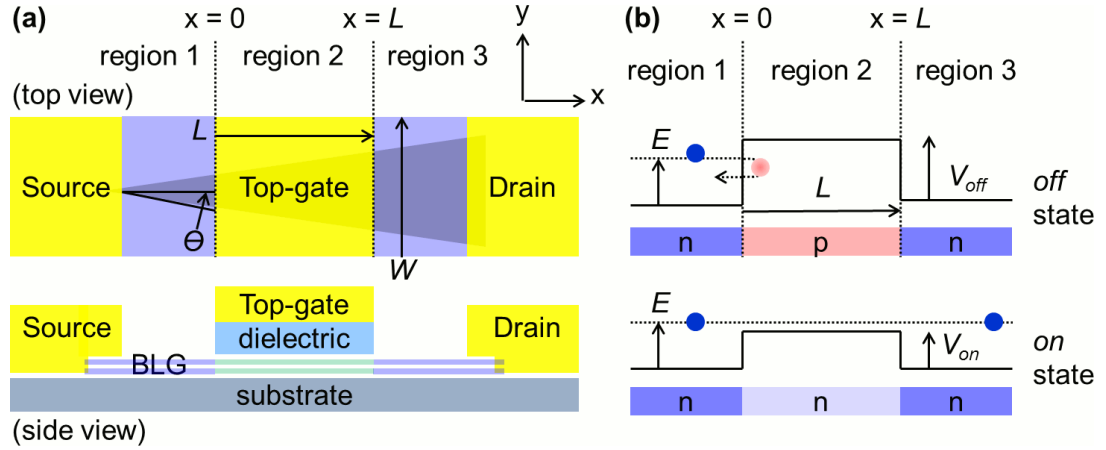 (a)
x = 0
x = L
y
region 1
region 2
region 3
x
(top view)
L
Source
Top-gate
Drain
Θ
W
Top-gate
Source
dielectric
Drain
BLG
substrate
(side view)
(b)
x = 0
x = L
region 1
region 2
region 3
E
L
V_off
off
state
n
p
n
E
V_on
on
state
n
n
n